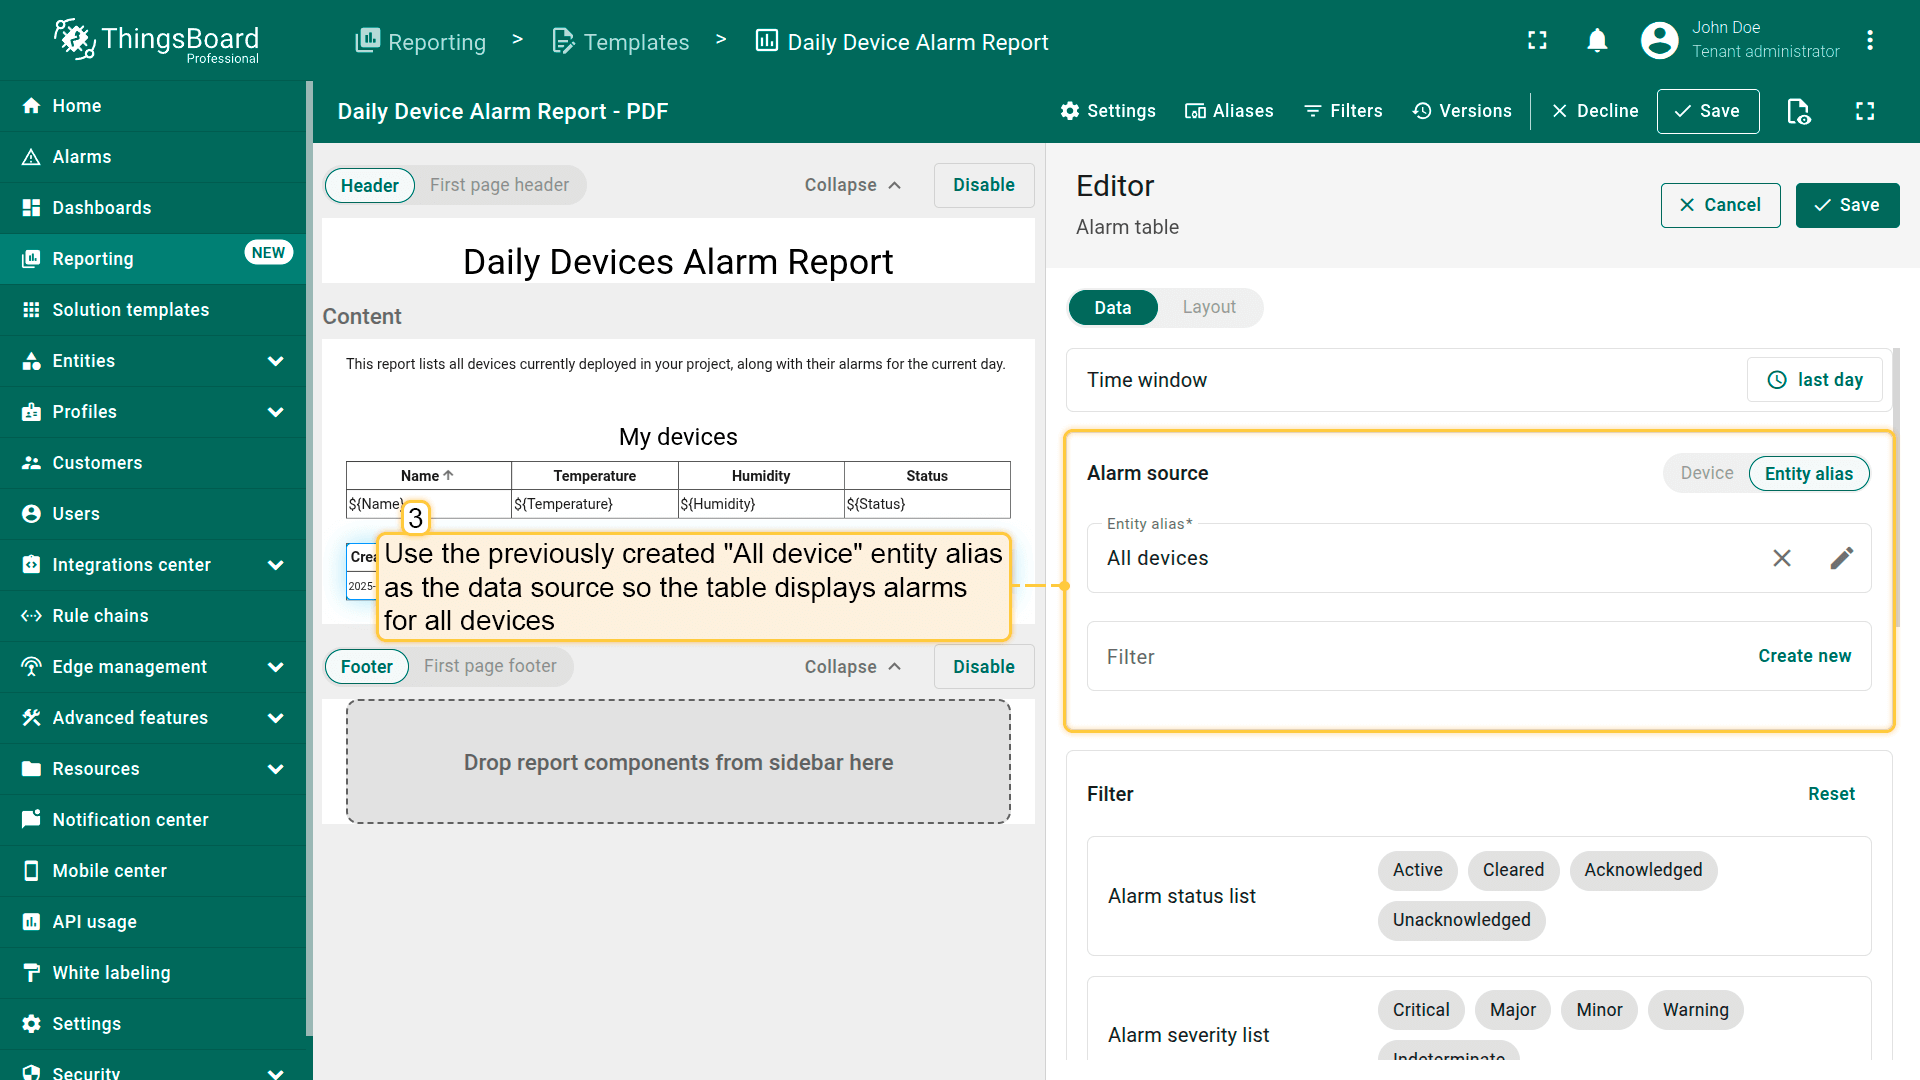 ThingsBoard
Professional
Reporting > Templates > Daily Device Alarm Report
John Doe
Tenant administrator
Home
Alarms
Dashboards
Reporting NEW
Solution templates
Entities
Profiles
Customers
Users
Integrations center
Rule chains
Edge management
Advanced features
Resources
Notification center
Mobile center
API usage
White labeling
Settings
Security
Daily Device Alarm Report - PDF
Settings Aliases Filters Versions Decline Save
Header First page header Collapse Disable
Daily Devices Alarm Report
Content
This report lists all devices currently deployed in your project, along with their alarms for the current day.
My devices
Name Temperature Humidity Status
${Name} ${Temperature} ${Humidity} ${Status}
3
Use the previously created "All device" entity alias
as the data source so the table displays alarms
for all devices
Footer First page footer Collapse Disable
Drop report components from sidebar here
Editor
Alarm table
Cancel Save
Data Layout
Time window last day
Alarm source Device Entity alias
Entity alias*
All devices
Filter Create new
Filter Reset
Alarm status list
Active Cleared Acknowledged
Unacknowledged
Alarm severity list
Critical Major Minor Warning
Indeterminate